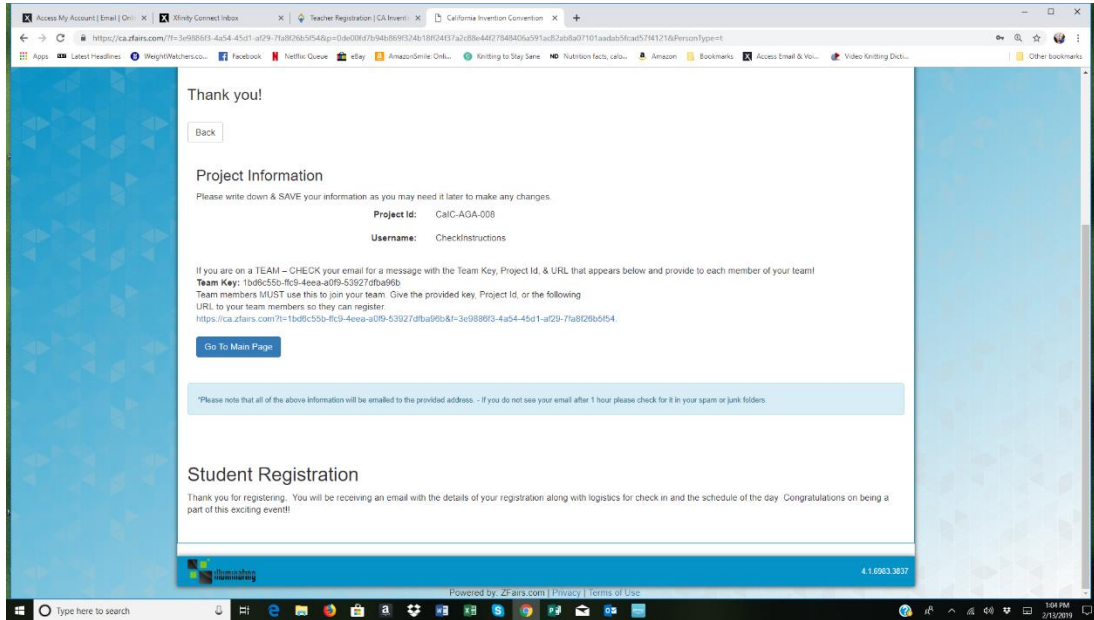 Access My Account | Email | Onli
Xfinity Connect Inbox
Teacher Registration | CA Inventi
California Invention Convention
https://ca.zfairs.com/?f=3e9886f3-4a54-45d1-af29-7fa8f26b5f54&p=
&PersonType=t
Apps
Latest Headlines
WeightWatchers.co...
Facebook
Netflix Queue
eBay
AmazonSmile: Onli...
Knitting to Stay Sane
ND Nutrition facts, calo...
Amazon
Bookmarks
Access Email & Voi...
Video Knitting Dicti...
Other bookmarks
Thank you!
Back
Project Information
Please write down & SAVE your information as you may need it later to make any changes.
Project Id: CaIC-AGA-008
Username: CheckInstructions
If you are on a TEAM – CHECK your email for a message with the Team Key, Project Id, & URL that appears below and provide to each member of your team!
Team Key: 1bd6c55b-ffc9-4eea-a0f9-53927dfba96b
Team members MUST use this to join your team. Give the provided key, Project Id, or the following
URL to your team members so they can register.
https://ca.zfairs.com?t=1bd6c55b-ffc9-4eea-a0f9-53927dfba96b&f=3e9886f3-4a54-45d1-af29-7fa8f26b5f54.
Go To Main Page
*Please note that all of the above information will be emailed to the provided address. - If you do not see your email after 1 hour please check for it in your spam or junk folders.
Student Registration
Thank you for registering. You will be receiving an email with the details of your registration along with logistics for check in and the schedule of the day. Congratulations on being a
part of this exciting event!!
illuminating
4.1.6983.3837
Powered by: ZFairs.com | Privacy | Terms of Use
Type here to search
1:04 PM
2/13/2019